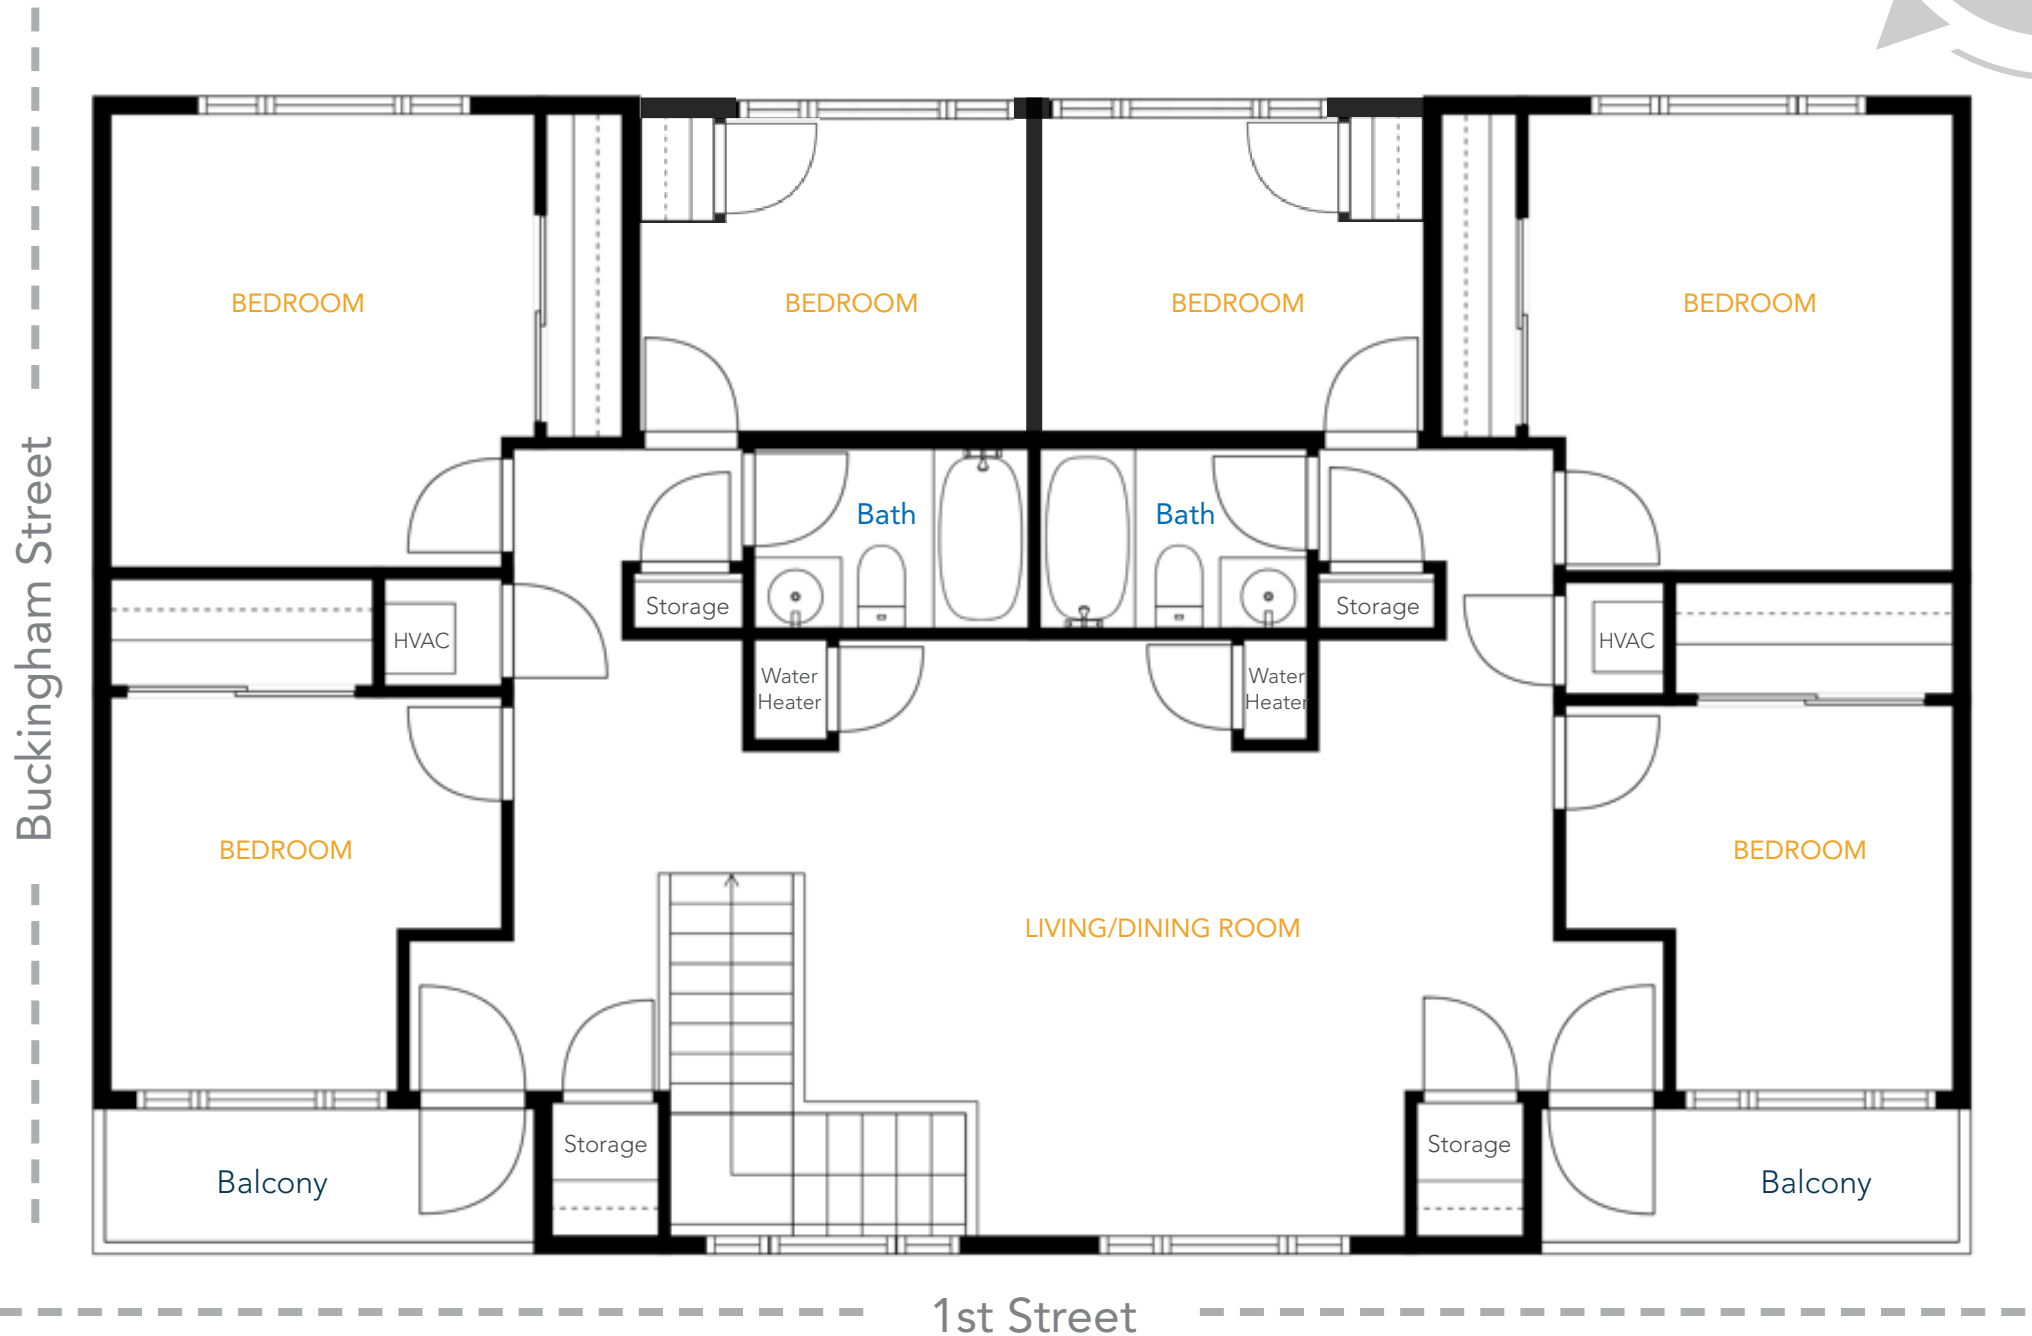 BEDROOM
BEDROOM
BEDROOM
BEDROOM
Buckingham Street
Bath
Bath
Storage
Storage
HVAC
HVAC
Water
Heater
Water
Heater
BEDROOM
BEDROOM
LIVING/DINING ROOM
Storage
Storage
Balcony
Balcony
1st Street